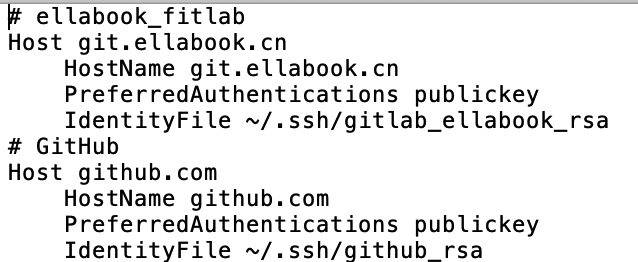 # ellabook_fitlab
Host git.ellabook.cn
    HostName git.ellabook.cn
    PreferredAuthentications publickey
    IdentityFile ~/.ssh/gitlab_ellabook_rsa
# GitHub
Host github.com
    HostName github.com
    PreferredAuthentications publickey
    IdentityFile ~/.ssh/github_rsa